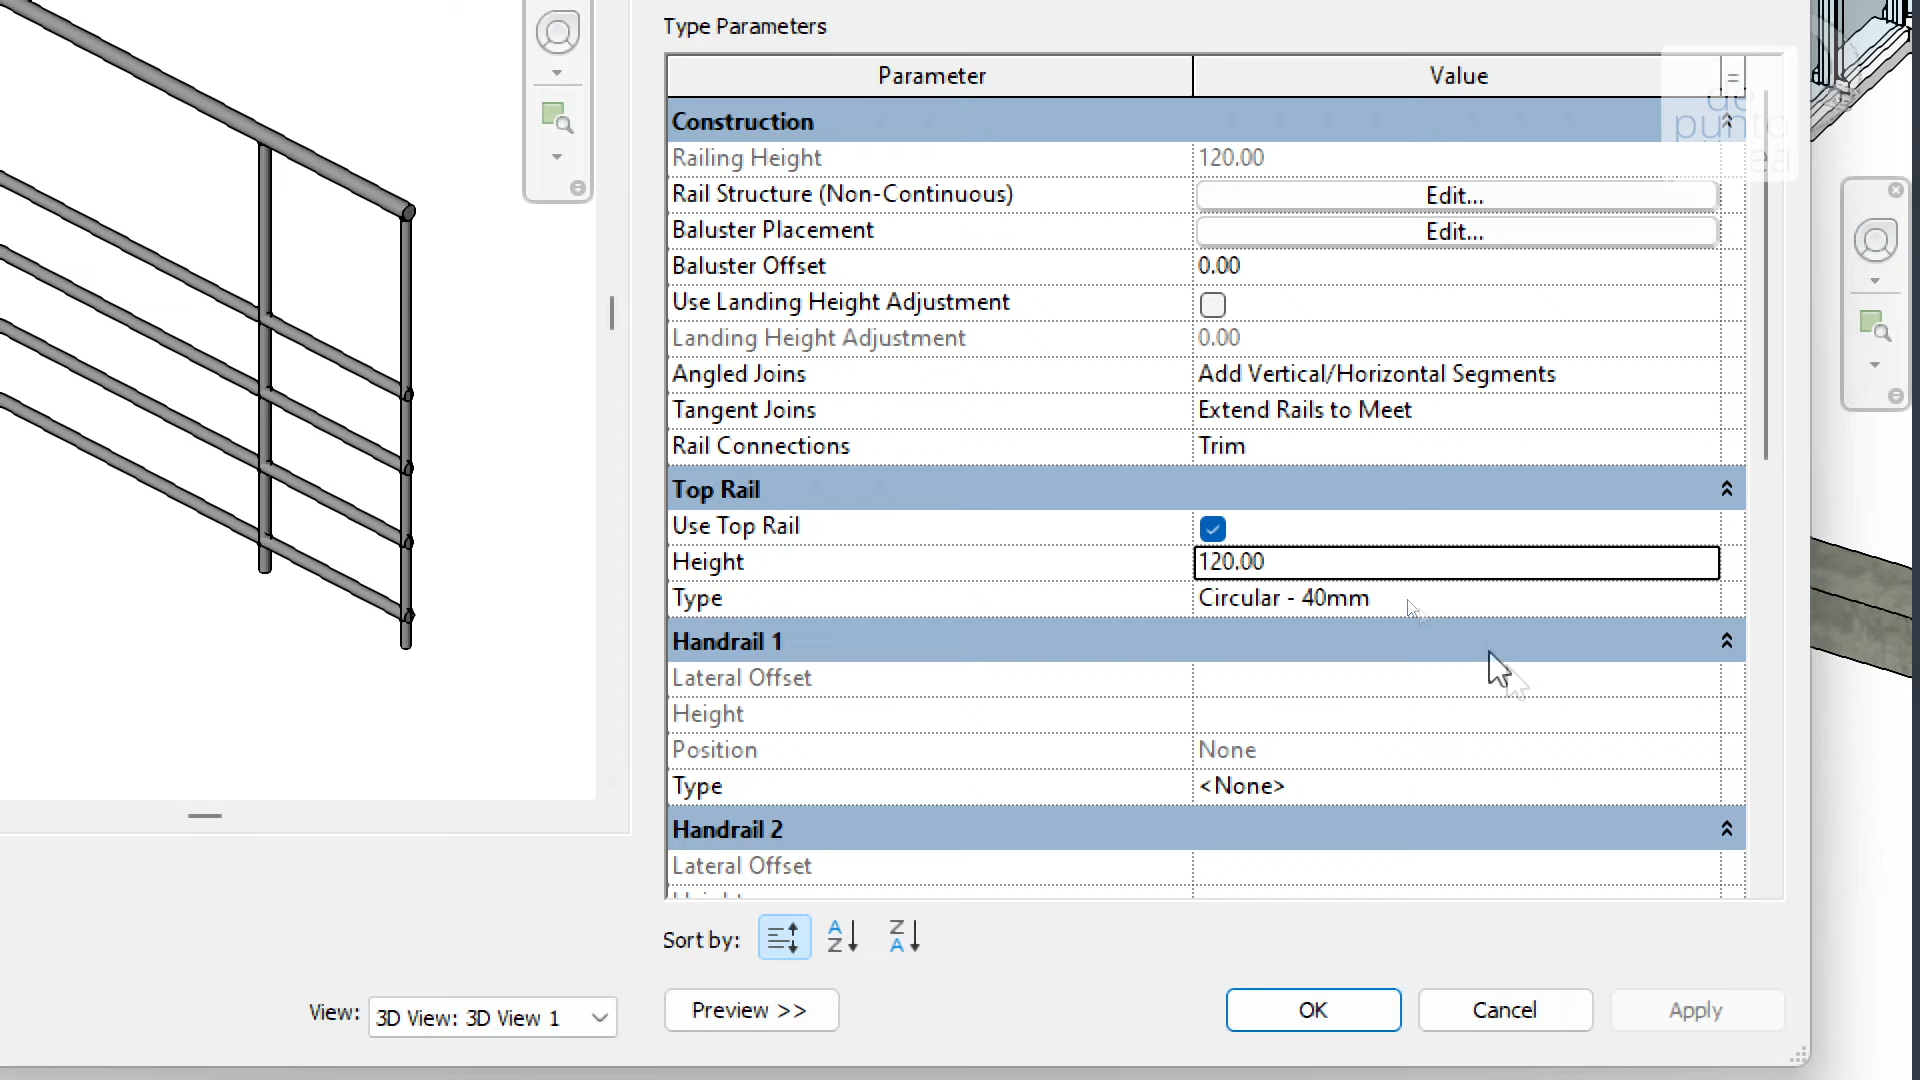 Type Parameters
Parameter Value =
Construction
Railing Height 120.00
Rail Structure (Non-Continuous) Edit...
Baluster Placement Edit...
Baluster Offset 0.00
Use Landing Height Adjustment
Landing Height Adjustment 0.00
Angled Joins Add Vertical/Horizontal Segments
Tangent Joins Extend Rails to Meet
Rail Connections Trim
Top Rail
Use Top Rail
Height 120.00
Type Circular - 40mm
Handrail 1
Lateral Offset
Height
Position None
Type <None>
Handrail 2
Lateral Offset
Sort by:
View: 3D View: 3D View 1
Preview >>
OK
Cancel
Apply
de
punto